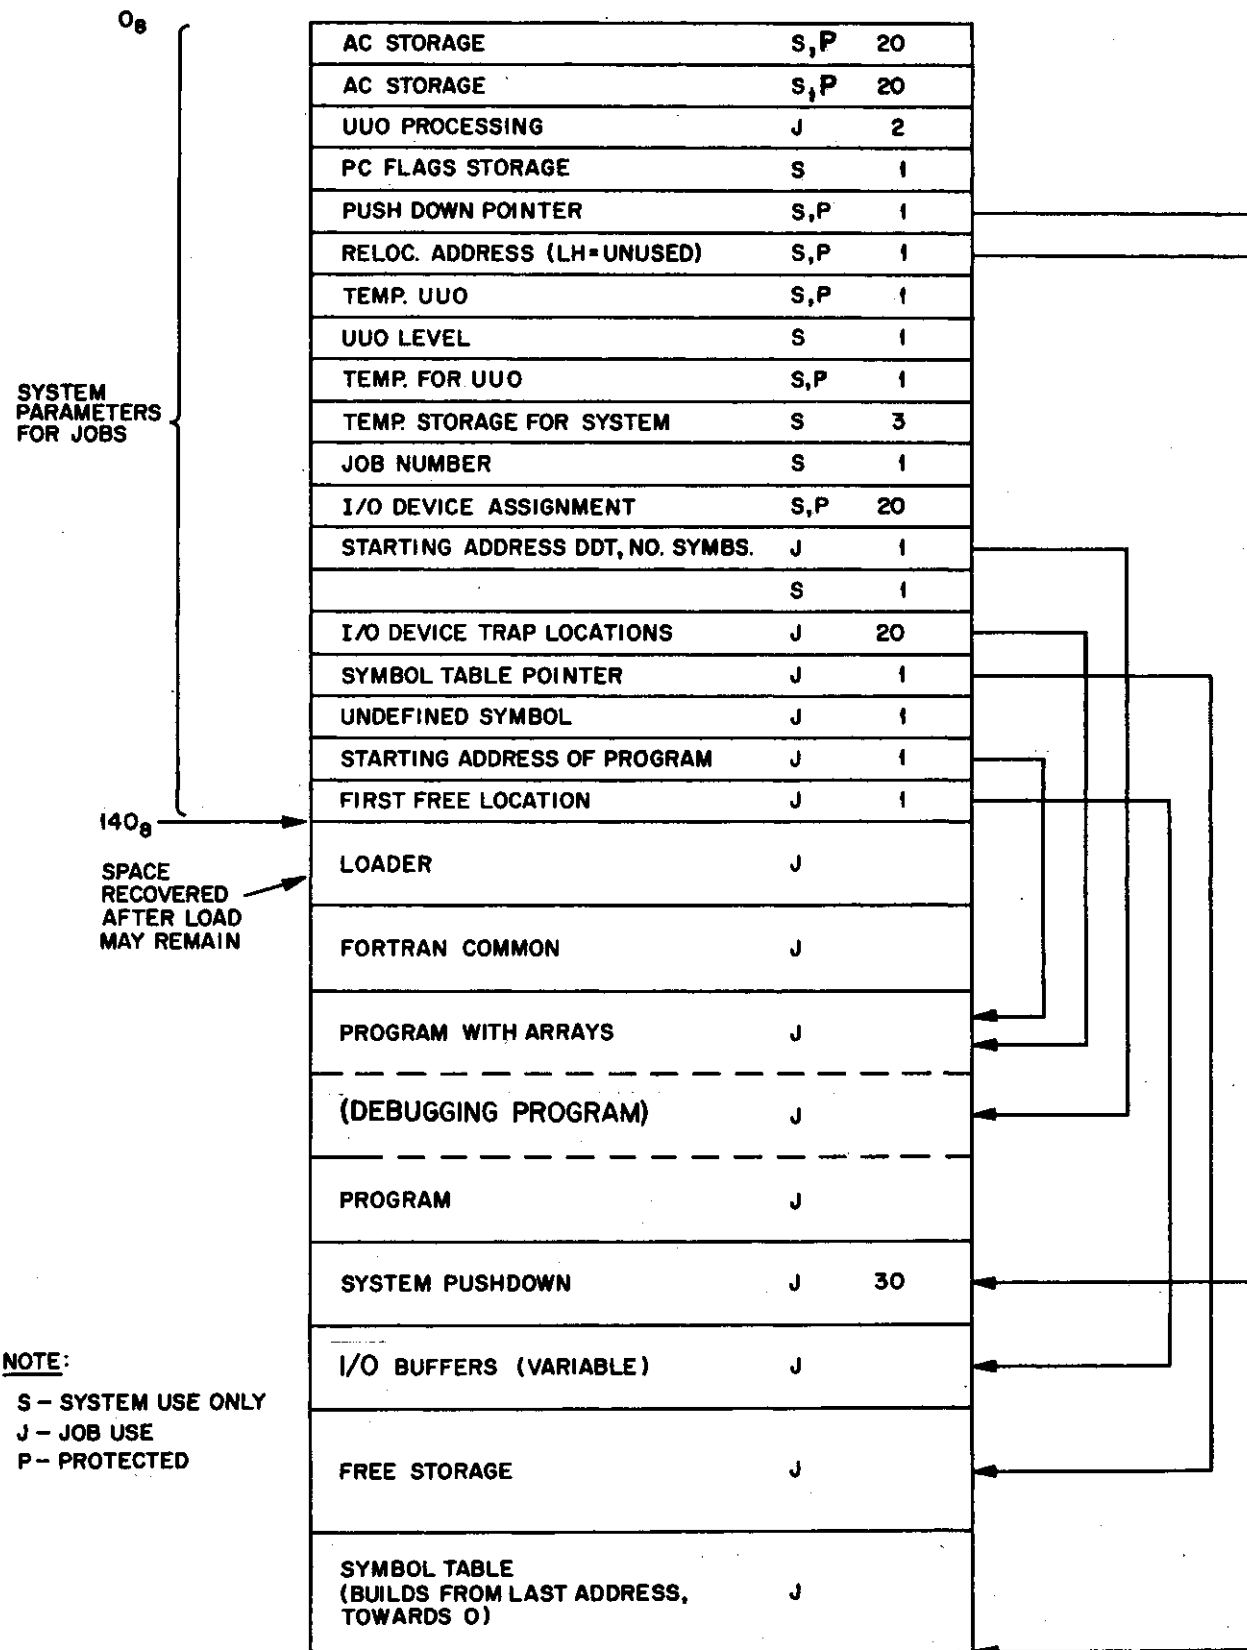 0₈
AC STORAGE S,P 20
AC STORAGE S,P 20
UUO PROCESSING J 2
PC FLAGS STORAGE S 1
PUSH DOWN POINTER S,P 1
RELOC. ADDRESS (LH=UNUSED) S,P 1
TEMP. UUO S,P 1
UUO LEVEL S 1
TEMP. FOR UUO S,P 1
SYSTEM
PARAMETERS
FOR JOBS
TEMP. STORAGE FOR SYSTEM S 3
JOB NUMBER S 1
I/O DEVICE ASSIGNMENT S,P 20
STARTING ADDRESS DDT, NO. SYMBS. J 1
S 1
I/O DEVICE TRAP LOCATIONS J 20
SYMBOL TABLE POINTER J 1
UNDEFINED SYMBOL J 1
STARTING ADDRESS OF PROGRAM J 1
FIRST FREE LOCATION J 1
140₈
LOADER J
SPACE
RECOVERED
AFTER LOAD
MAY REMAIN
FORTRAN COMMON J
PROGRAM WITH ARRAYS J
(DEBUGGING PROGRAM) J
PROGRAM J
SYSTEM PUSHDOWN J 30
I/O BUFFERS (VARIABLE) J
NOTE:
S – SYSTEM USE ONLY
J – JOB USE
P – PROTECTED
FREE STORAGE J
SYMBOL TABLE
(BUILDS FROM LAST ADDRESS, J
TOWARDS 0)